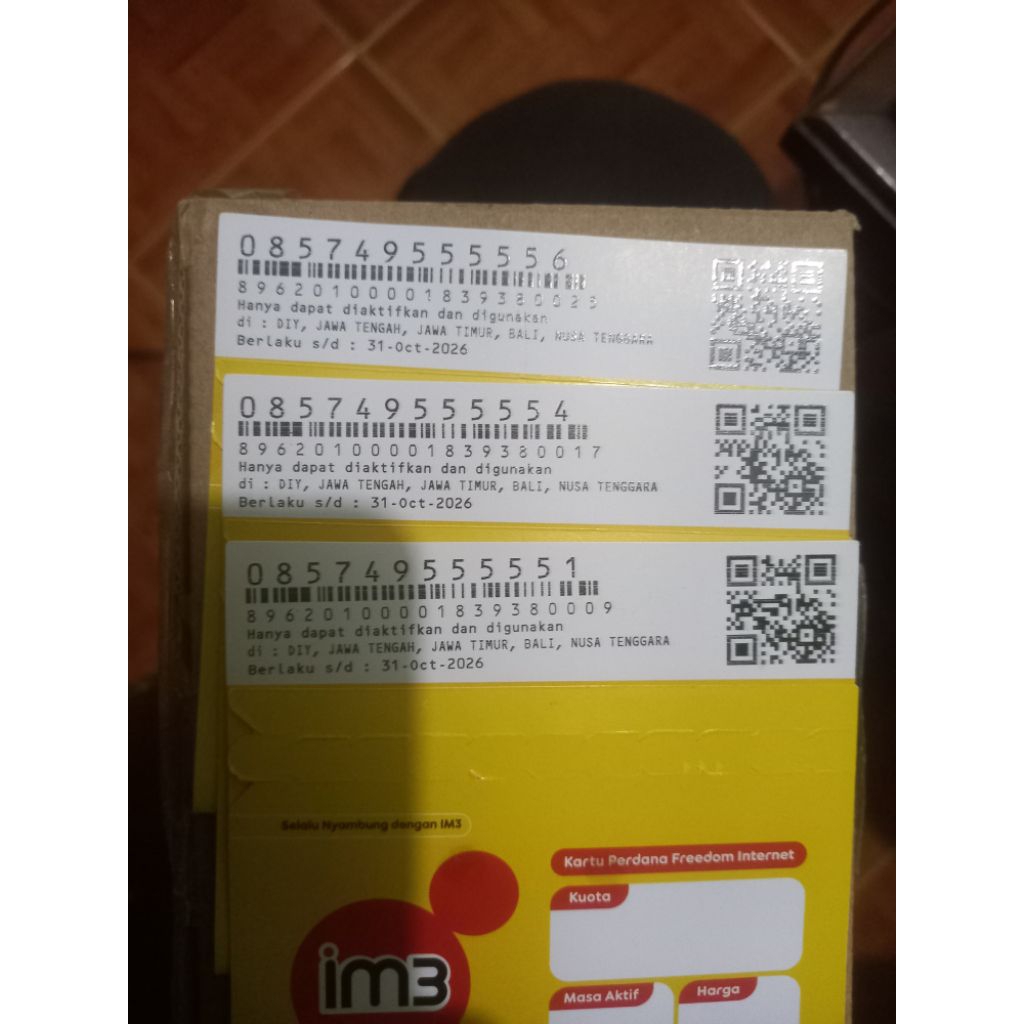 085749555556
8962010000183938002
Hanya dapat diaktifkan dan digunakan
di : DIY, JAWA TENGAH, JAWA TIMUR, BALI, NUSA TENGGARA
Berlaku s/d : 31-Oct-2026
085749555554
89620100001839380017
Hanya dapat diaktifkan dan digunakan
di : DIY, JAWA TENGAH, JAWA TIMUR, BALI, NUSA TENGGARA
Berlaku s/d : 31-Oct-2026
085749555551
89620100001839380009
Hanya dapat diaktifkan dan digunakan
di : DIY, JAWA TENGAH, JAWA TIMUR, BALI, NUSA TENGGARA
Berlaku s/d : 31-Oct-2026
Selalu Nyambung dengan IM3
Kartu Perdana Freedom Internet
Kuota
im3
Masa Aktif
Harga